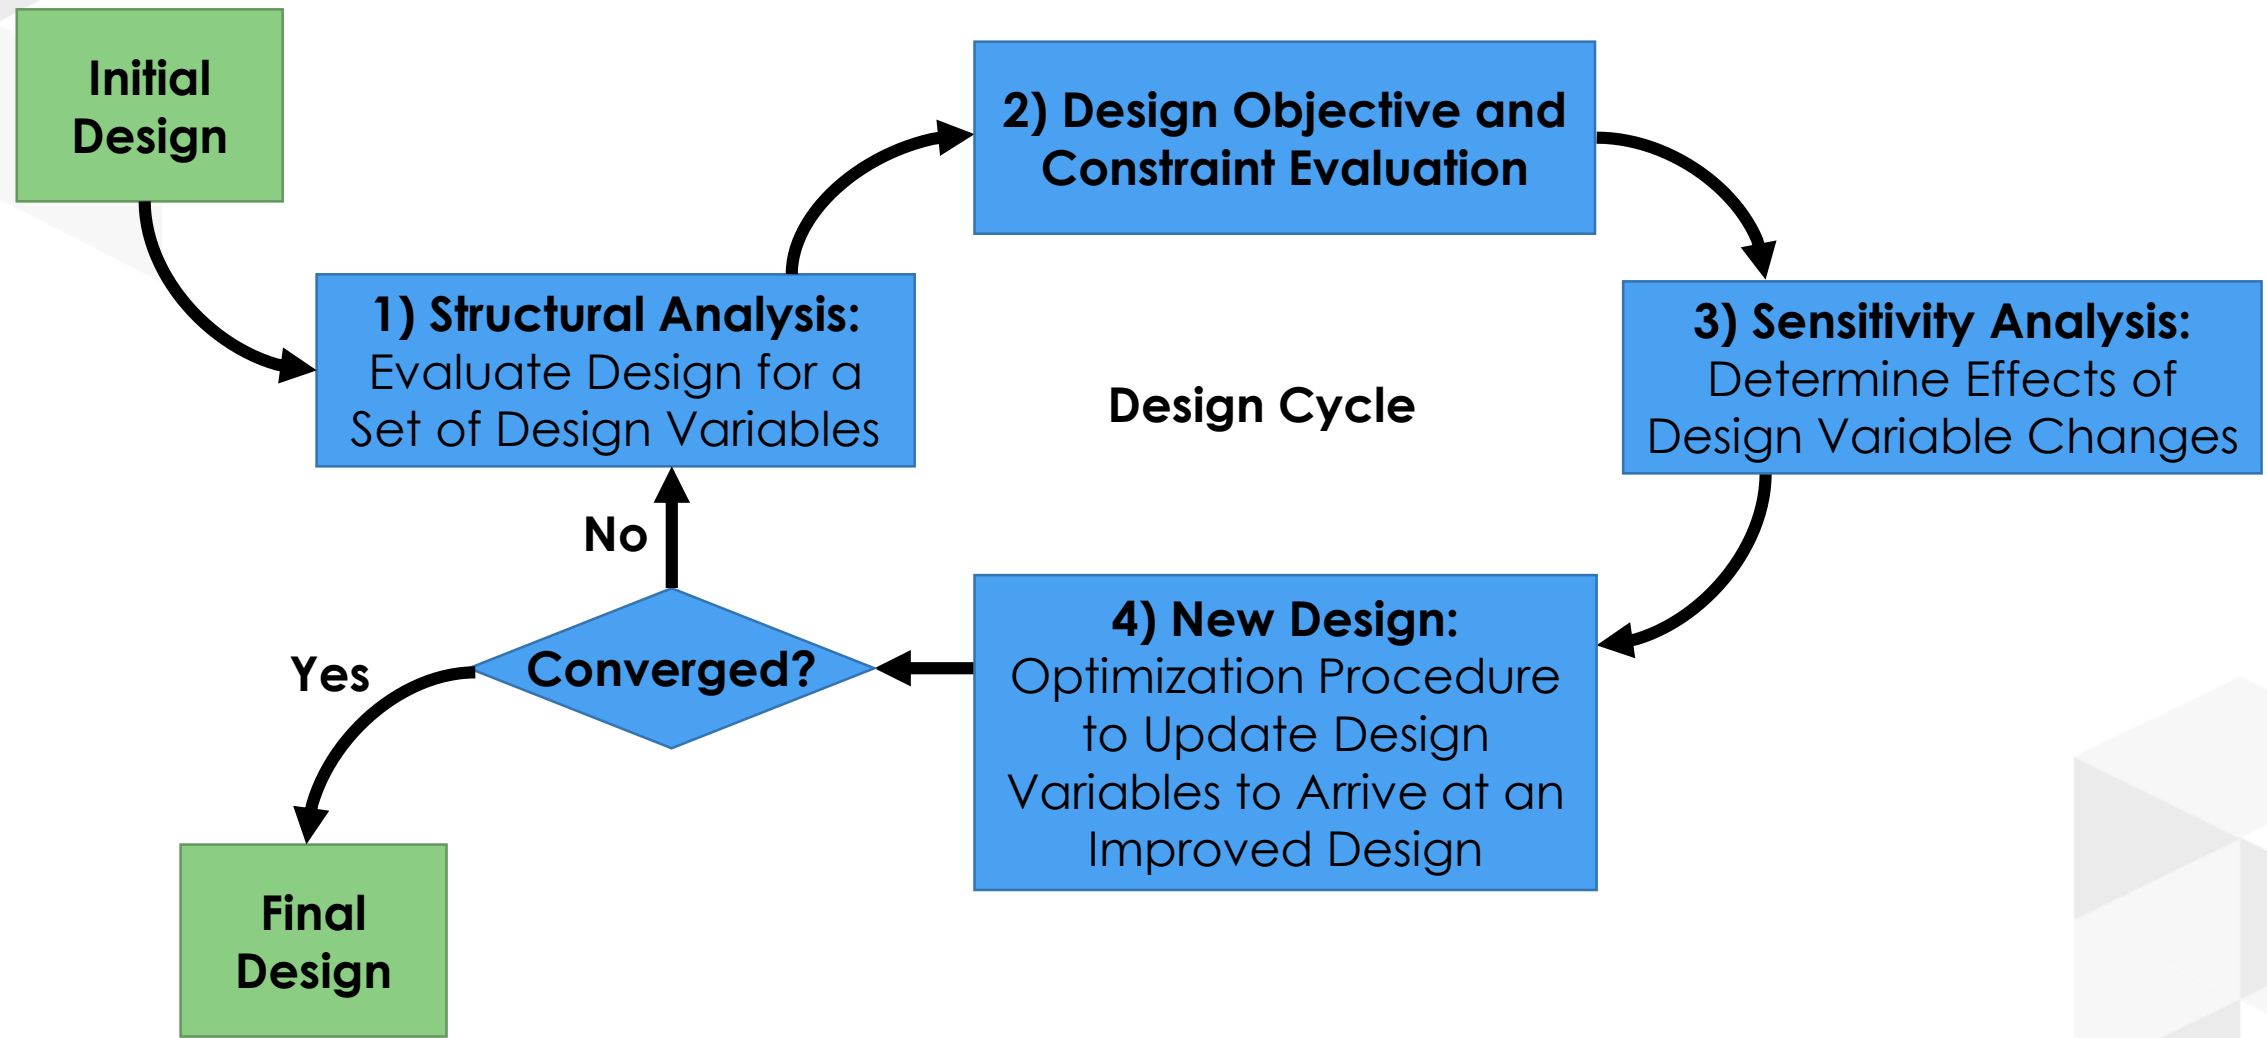 Initial
Design
2) Design Objective and
Constraint Evaluation
1) Structural Analysis:
Evaluate Design for a
Set of Design Variables
3) Sensitivity Analysis:
Determine Effects of
Design Variable Changes
Design Cycle
No
4) New Design:
Optimization Procedure
to Update Design
Variables to Arrive at an
Improved Design
Converged?
Yes
Final
Design